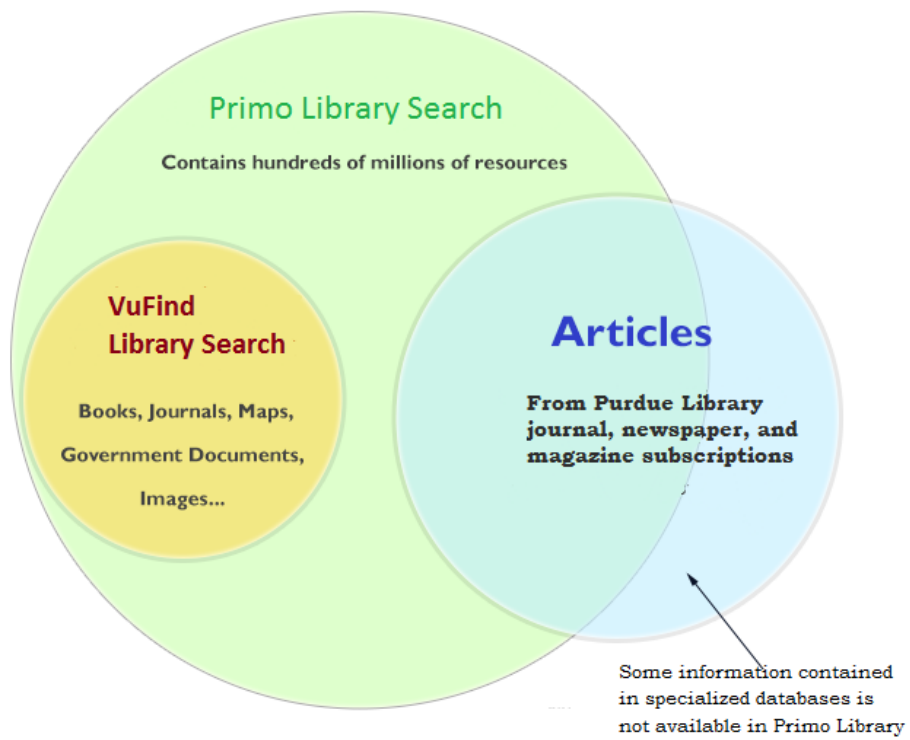 Primo Library Search
Contains hundreds of millions of resources
VuFind
Library Search
Books, Journals, Maps,
Government Documents,
Images...
Articles
From Purdue Library
journal, newspaper, and
magazine subscriptions
Some information contained
in specialized databases is
not available in Primo Library